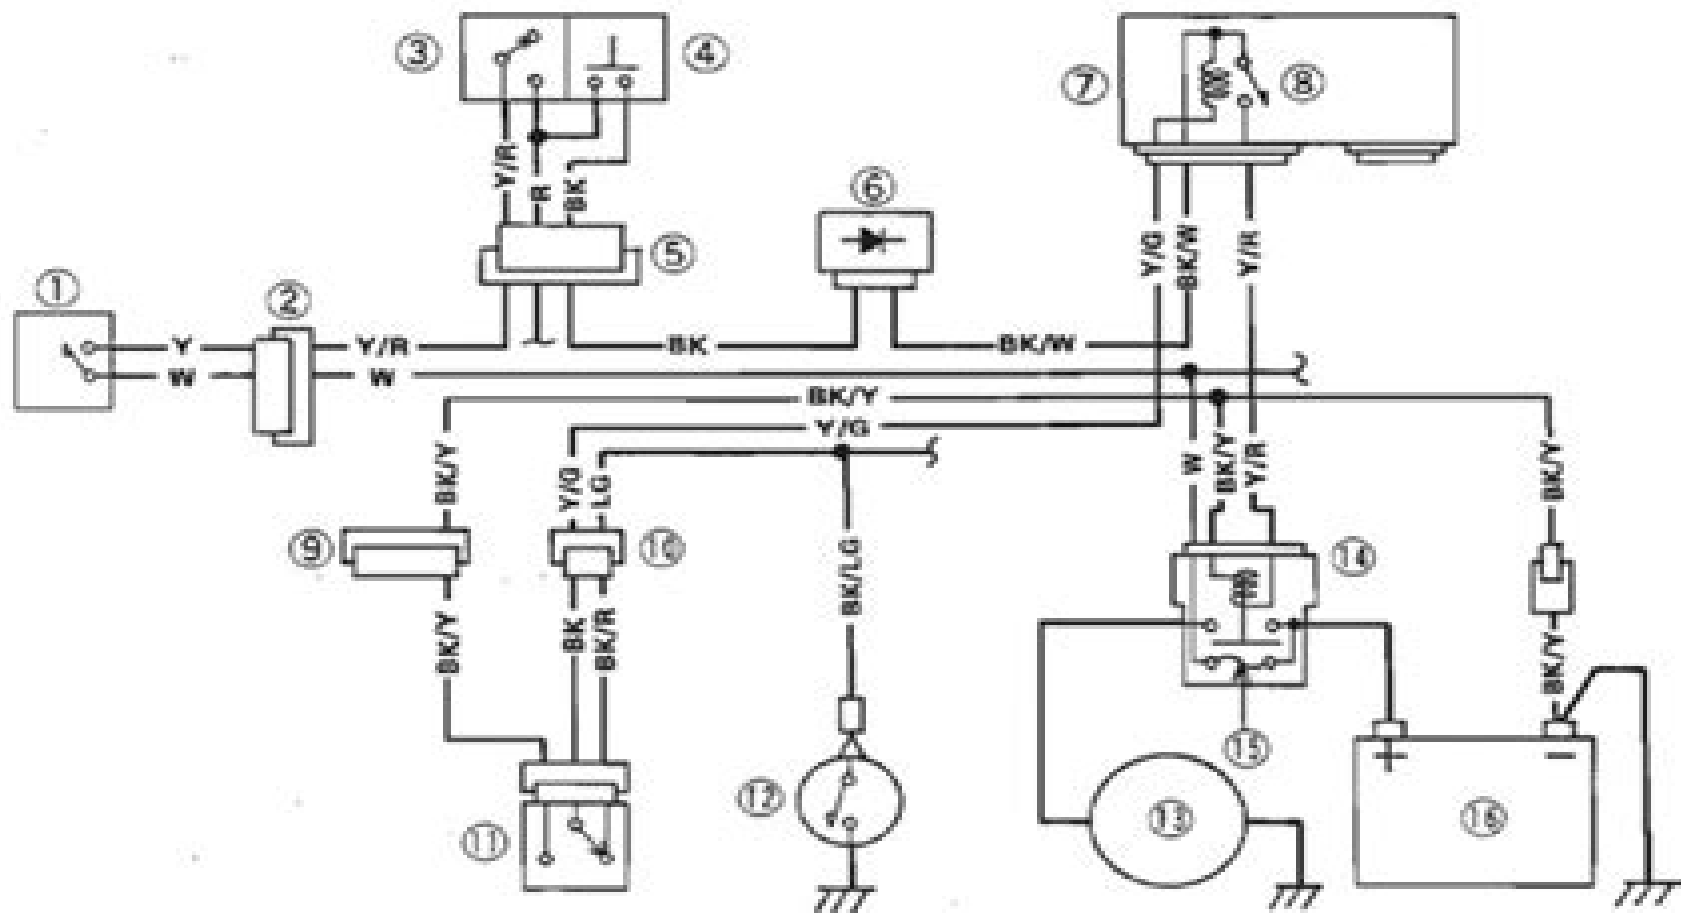 ③ ④ ⑦ ⑧
Y/R R BK
⑥
⑤
Y/G BK/W Y/R
① ②
Y Y/R BK BK/W
W W
BK/Y
Y/G
BK/Y Y/G LG W BK/Y Y/R BK/Y
BK/LG
⑨ ⑩ ⑭
BK/Y BK BK/R BK/Y
⑮
+ −
⑫ ⑬ ⑯
⑪